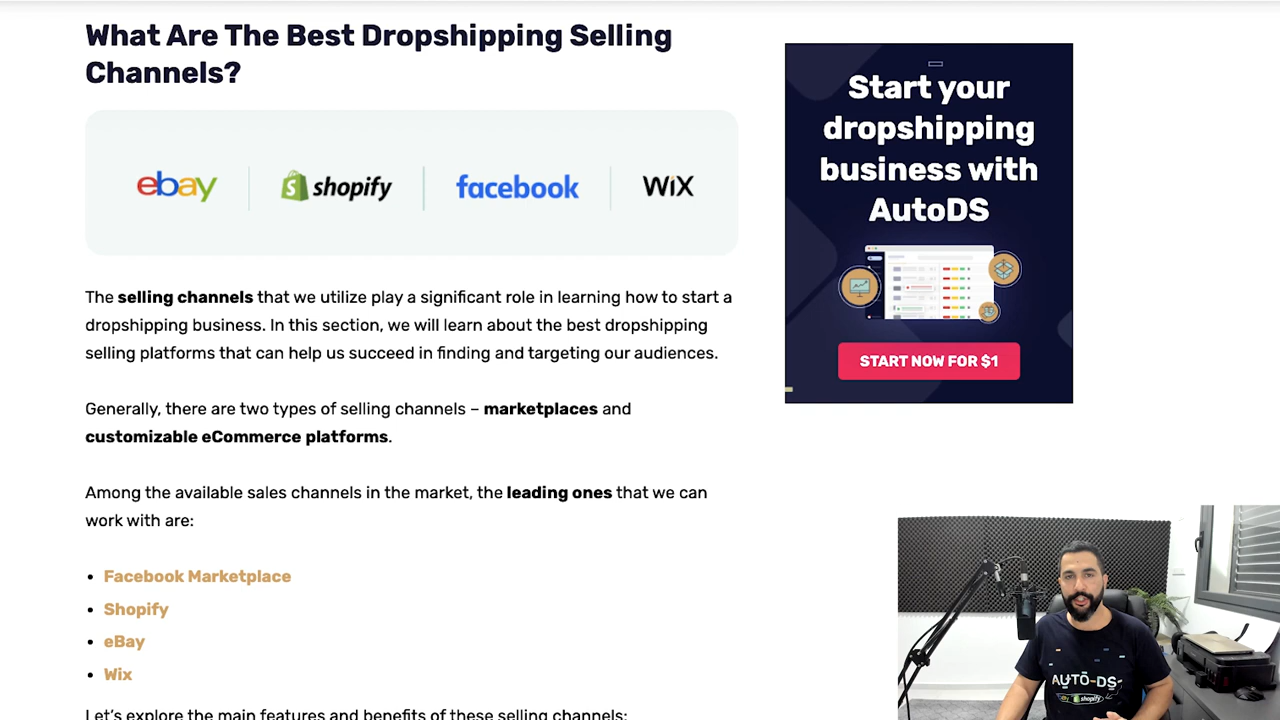 What Are The Best Dropshipping Selling
Channels?
ebay
shopify
facebook
WiX
The selling channels that we utilize play a significant role in learning how to start a
dropshipping business. In this section, we will learn about the best dropshipping
selling platforms that can help us succeed in finding and targeting our audiences.
Generally, there are two types of selling channels – marketplaces and
customizable eCommerce platforms.
Among the available sales channels in the market, the leading ones that we can
work with are:
• Facebook Marketplace
• Shopify
• eBay
• Wix
Let's explore the main features and benefits of these selling channels:
Start your
dropshipping
business with
AutoDS
START NOW FOR $1
AUTO-DS
ebay shopify